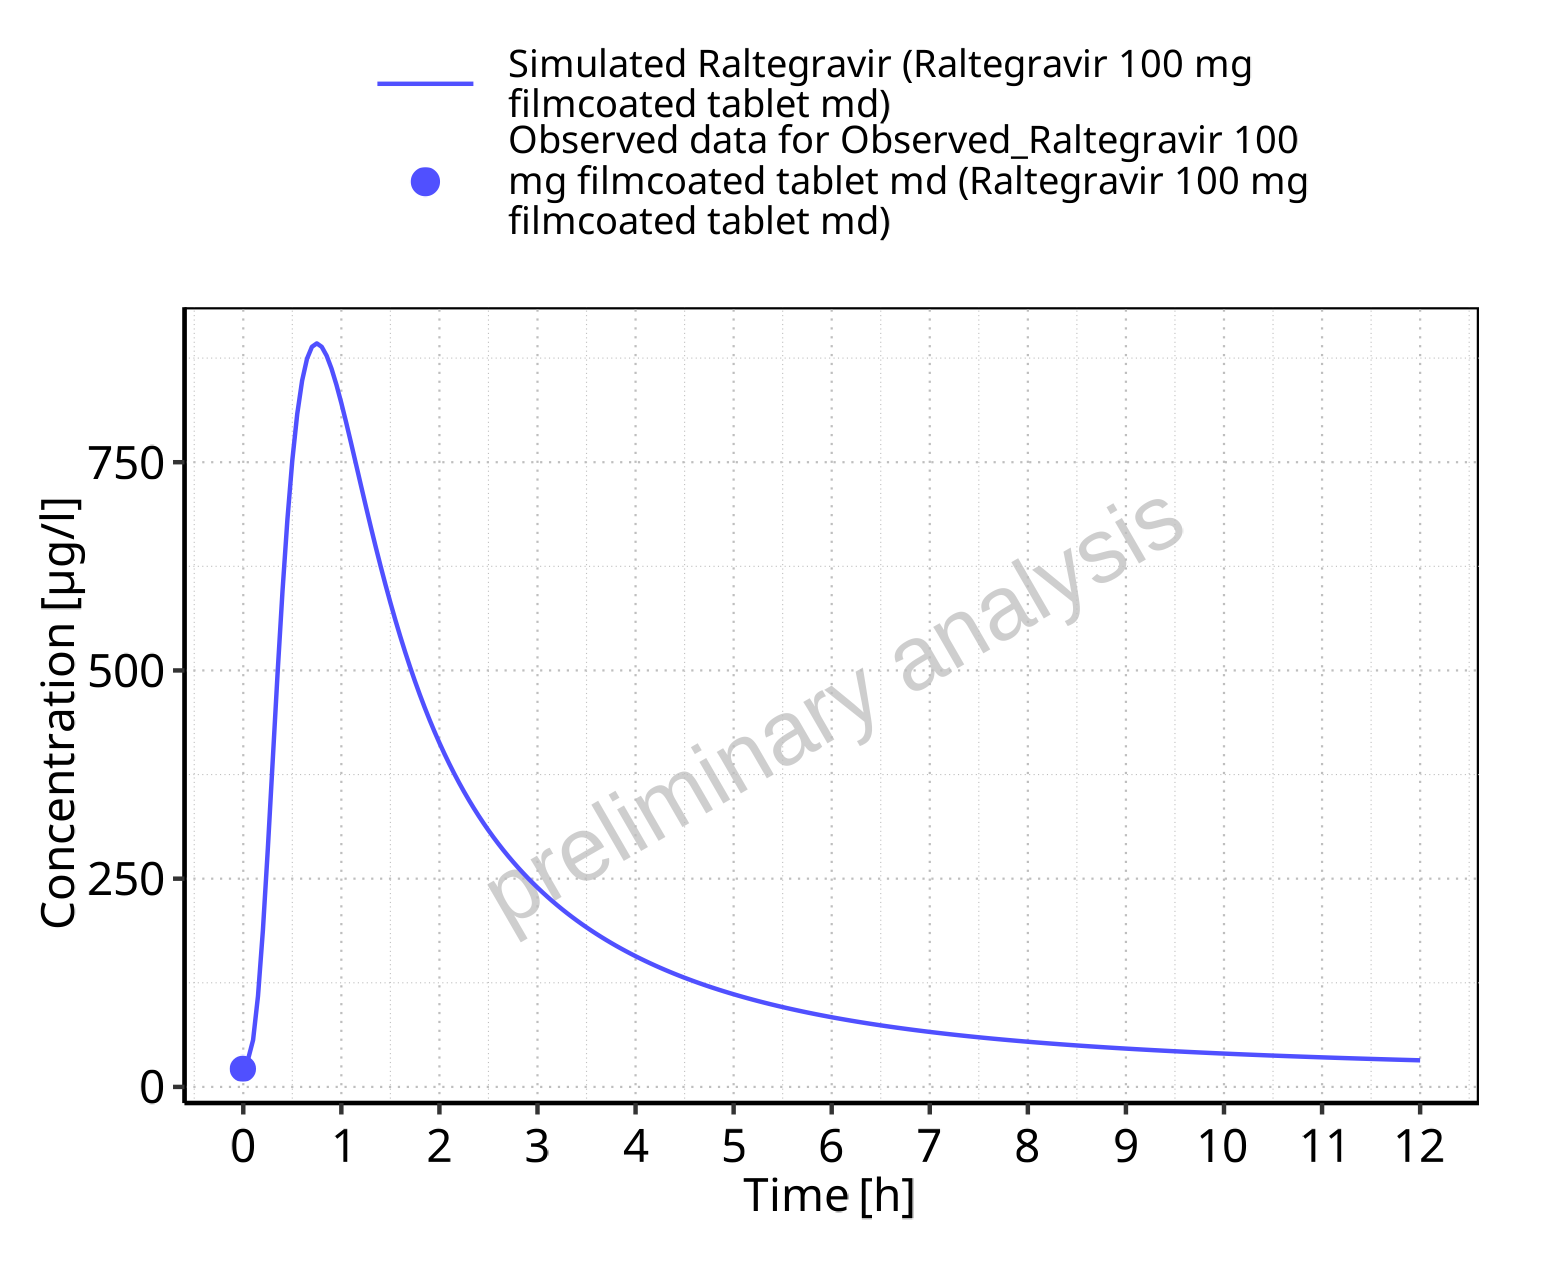 Simulated Raltegravir (Raltegravir 100 mg
filmcoated tablet md)
Observed data for Observed_Raltegravir 100
mg filmcoated tablet md (Raltegravir 100 mg
filmcoated tablet md)
Concentration [µg/l]
750
500
250
0
preliminary analysis
0 1 2 3 4 5 6 7 8 9 10 11 12
Time [h]